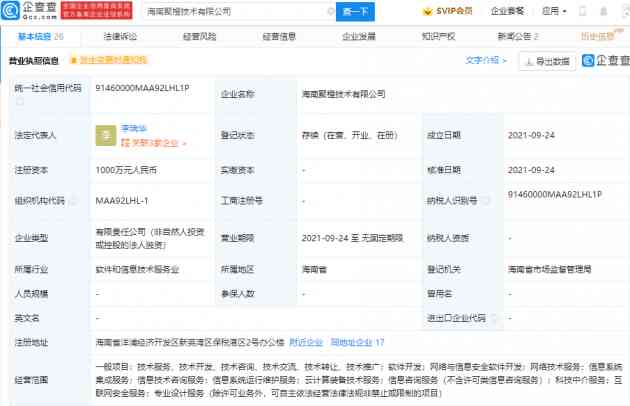 企查查
Qcc.com
全国企业信用查询系统
官方备案企业征信机构
海南聚橙技术有限公司
查一下
SVIP会员
企业套餐
应用
基本信息 26
法律诉讼
经营风险
经营信息
企业发展
知识产权
新闻公告 2
历史信息
VIP
营业执照信息
文字介绍 >
导出数据
企查查
统一社会信用代码
91460000MAA92LHL1P
企业名称
海南聚橙技术有限公司
法定代表人
李
李瑞华
登记状态
存续（在营、开业、在册）
成立日期
2021-09-24
注册资本
1000万元人民币
实缴资本
-
核准日期
2021-09-24
组织机构代码
MAA92LHL-1
工商注册号
-
纳税人识别号
91460000MAA92LHL1P
企业类型
有限责任公司（非自然人投资或控股的法人独资）
营业期限
2021-09-24 至 无固定期限
纳税人资质
-
所属行业
软件和信息技术服务业
所属地区
海南省
登记机关
海南省市场监督管理局
人员规模
-
参保人数
-
曾用名
-
英文名
-
进出口企业代码
-
注册地址
海南省洋浦经济开发区新英湾区保税港区2号办公楼 附近企业 同地址企业 17
经营范围
一般项目：技术服务、技术开发、技术咨询、技术交流、技术转让、技术推广；软件开发；网络与信息安全软件开发；网络技术服务；信息系统
集成服务；信息技术咨询服务；信息系统运行维护服务；云计算装备技术服务；信息咨询服务（不含许可类信息咨询服务）；科技中介服务；互
联网安全服务；专业设计服务（除许可业务外，可自主依法经营法律法规非禁止或限制的项目）